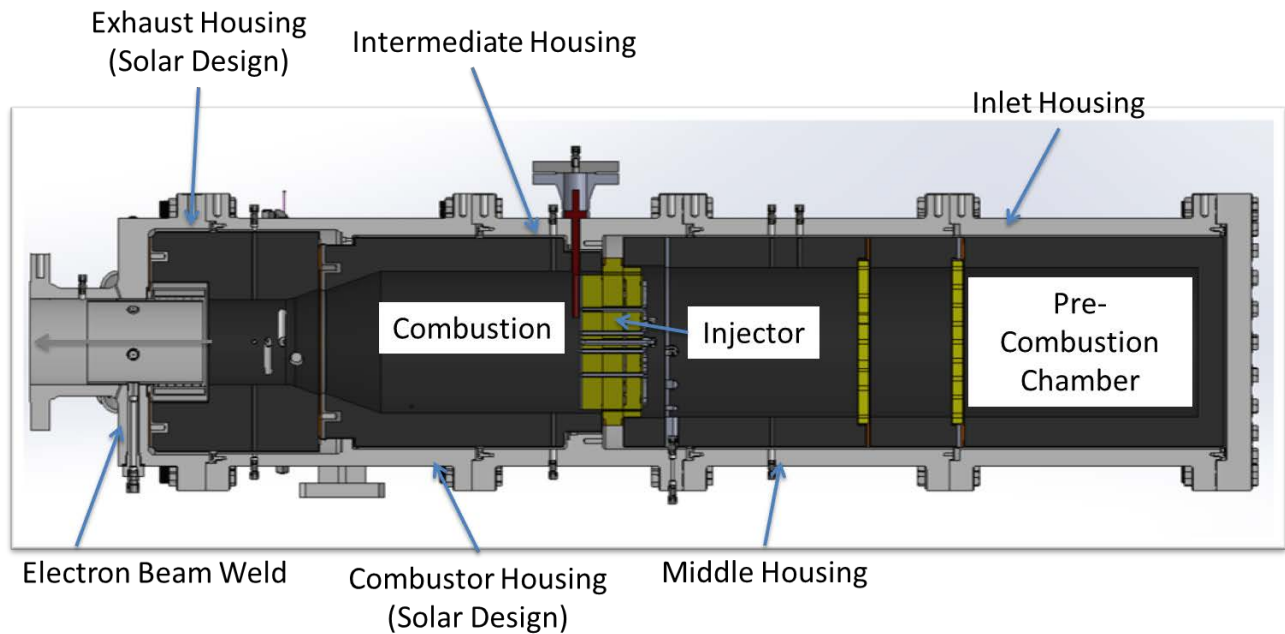 Exhaust Housing
(Solar Design)
Intermediate Housing
Inlet Housing
Combustion
Injector
Pre-
Combustion
Chamber
Electron Beam Weld
Combustor Housing
(Solar Design)
Middle Housing